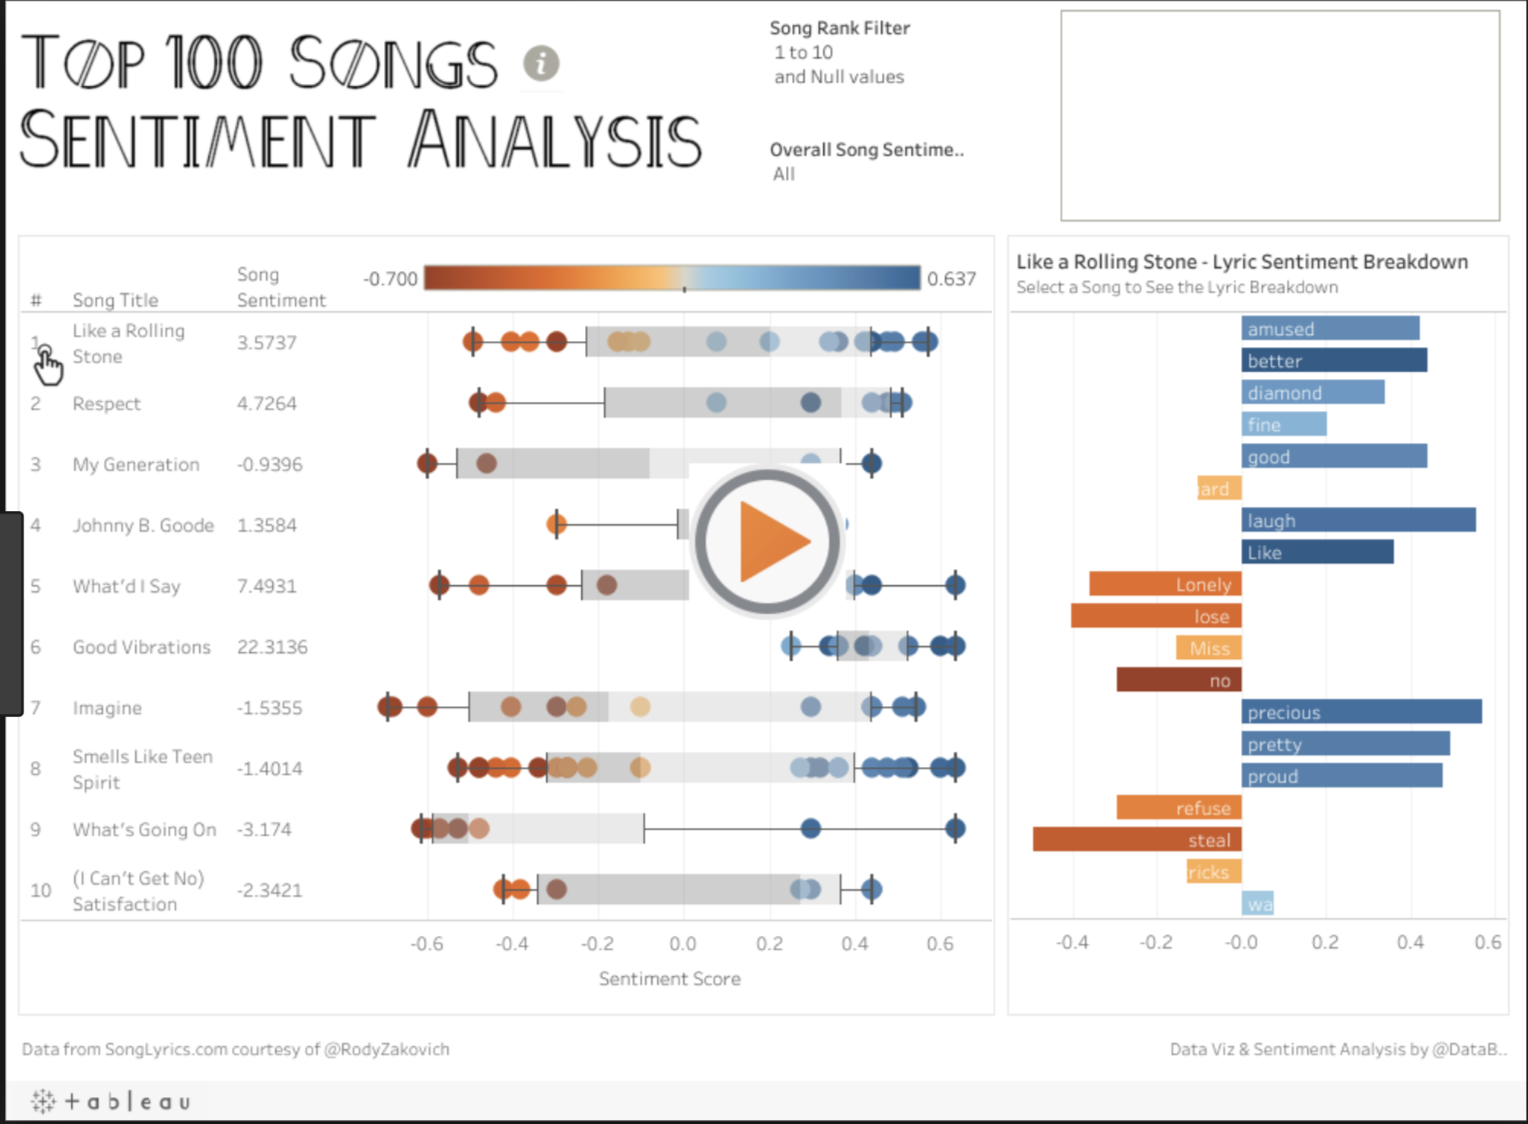 TOP 100 SONGS
SENTIMENT ANALYSIS
i
Song Rank Filter
1 to 10
and Null values
Overall Song Sentime..
All
# Song Title Song Sentiment
-0.700 0.637
1 Like a Rolling Stone 3.5737
2 Respect 4.7264
3 My Generation -0.9396
4 Johnny B. Goode 1.3584
5 What'd I Say 7.4931
6 Good Vibrations 22.3136
7 Imagine -1.5355
8 Smells Like Teen Spirit -1.4014
9 What's Going On -3.174
10 (I Can't Get No) Satisfaction -2.3421
-0.6 -0.4 -0.2 0.0 0.2 0.4 0.6
Sentiment Score
Like a Rolling Stone - Lyric Sentiment Breakdown
Select a Song to See the Lyric Breakdown
amused
better
diamond
fine
good
ard
laugh
Like
Lonely
lose
Miss
no
precious
pretty
proud
refuse
steal
ricks
wa
-0.4 -0.2 -0.0 0.2 0.4 0.6
Data from SongLyrics.com courtesy of @RodyZakovich
Data Viz & Sentiment Analysis by @DataB..
+ableau